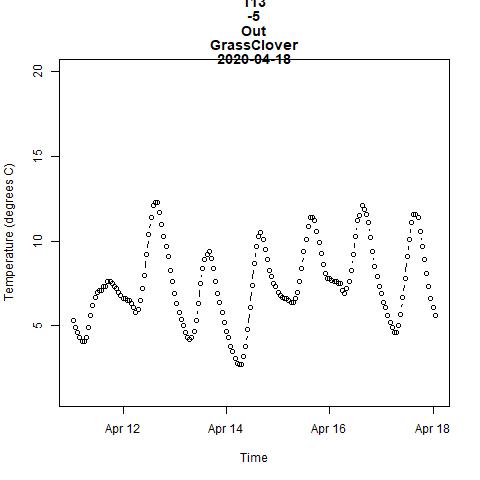 T13
-5
Out
GrassClover
2020-04-18
Temperature (degrees C)
20
15
10
5
Apr 12
Apr 14
Apr 16
Apr 18
Time